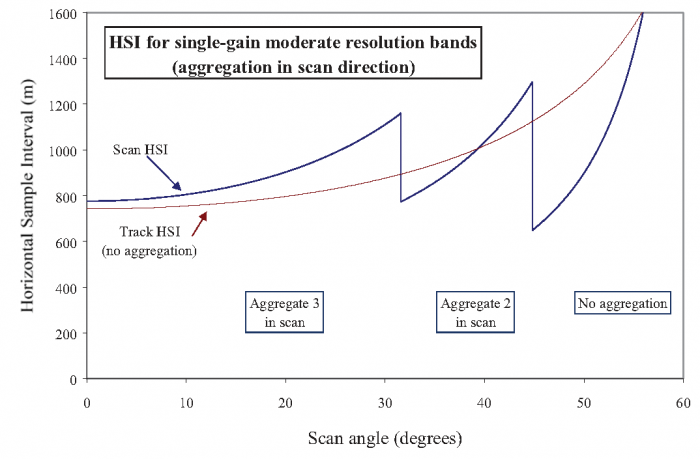 HSI for single-gain moderate resolution bands
(aggregation in scan direction)
1600
1400
1200
1000
800
600
400
200
0
Horizontal Sample Interval (m)
Scan HSI
Track HSI
(no aggregation)
Aggregate 3
in scan
Aggregate 2
in scan
No aggregation
0
10
20
30
40
50
60
Scan angle (degrees)